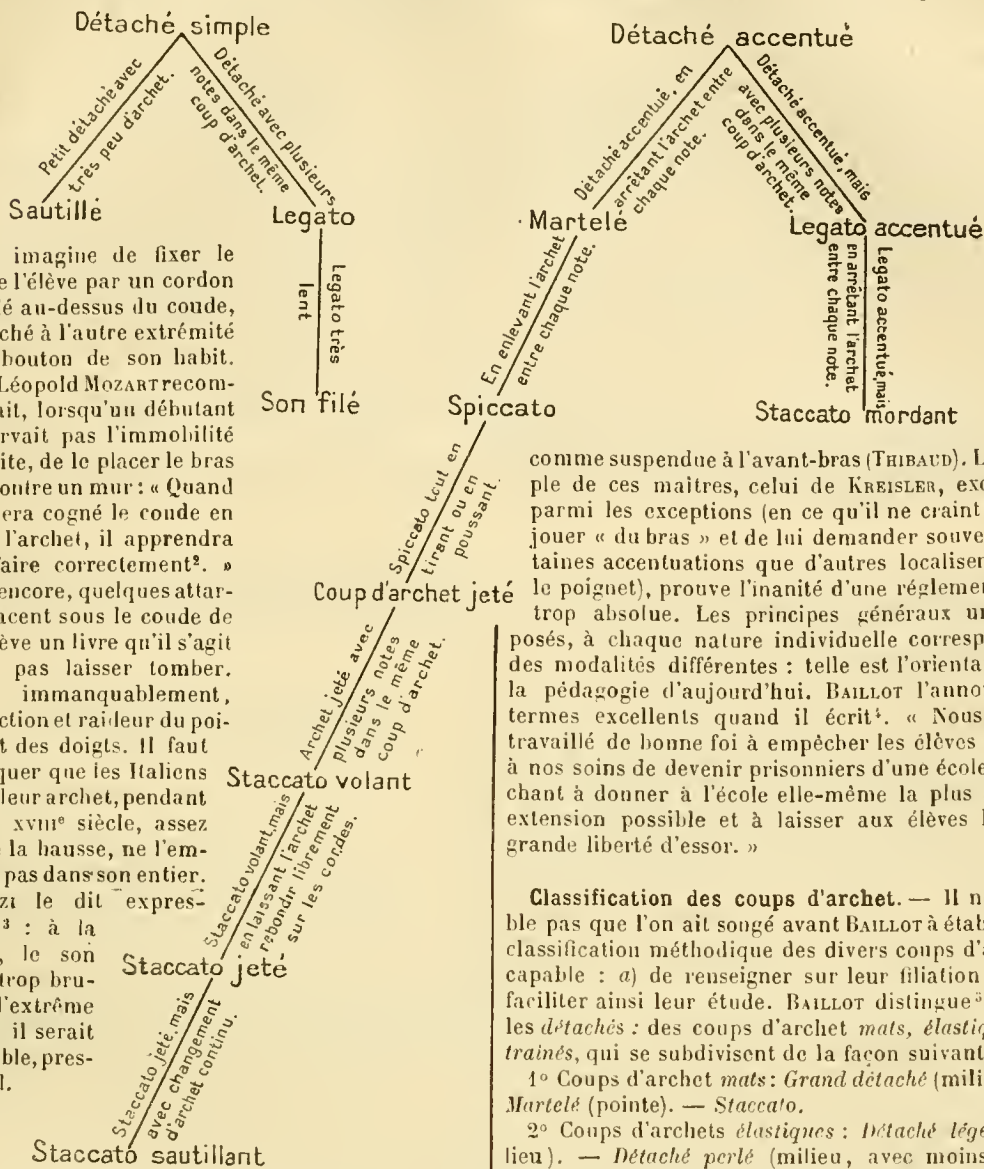 Détaché simple
Petit détaché avec
très peu d'archet.
Détaché avec plusieurs
notes dans le même
coup d'archet.
Sautillé
Legato
Legato très
lent
Son filé
Détaché accentué
Détaché accentué, en
arrêtant l'archet entre
chaque note.
Détaché accentué, mais
avec plusieurs notes
dans le même
coup d'archet.
Martelé
Legato accentué
Legato accentué, mais
en arrêtant l'archet
entre chaque note.
Staccato mordant
En enlevant l'archet
entre chaque note.
Spiccato
Spiccato tout en
tirant ou en
poussant.
Coup d'archet jeté
Archet jeté avec
plusieurs notes
dans le même
coup d'archet.
Staccato volant
Staccato volant, mais
en laissant l'archet
rebondir librement
sur les cordes.
Staccato jeté
Staccato jeté, mais
avec changement
d'archet continu.
Staccato sautillant
imagine de fixer le
e l'élève par un cordon
é au-dessus du coude,
ché à l'autre extrémité
bouton de son habit.
Léopold MOZART recom-
ait, lorsqu'un débutant
rvait pas l'immobilité
ite, de le placer le bras
ontre un mur : « Quand
era cogné le coude en
l'archet, il apprendra
aire correctement². »
encore, quelques attar-
acent sous le coude de
ève un livre qu'il s'agit
pas laisser tomber.
immanquablement,
ction et raideur du poi-
t des doigts. Il faut
quer que les Italiens
leur archet, pendant
xviiiᵉ siècle, assez
la hausse, ne l'em-
pas dans son entier.
zi le dit expres-
³ : à la
, le son
trop bru-
l'extrême
il serait
ble, pres-
l.
comme suspendue à l'avant-bras (THIBAUD). L
ple de ces maîtres, celui de KREISLER, exc
parmi les exceptions (en ce qu'il ne craint
jouer « du bras » et de lui demander souve
taines accentuations que d'autres localiser
le poignet), prouve l'inanité d'une réglemen
trop absolue. Les principes généraux un
posés, à chaque nature individuelle corresp
des modalités différentes : telle est l'orienta
la pédagogie d'aujourd'hui. BAILLOT l'annon
termes excellents quand il écrit⁴. « Nous
travaillé de bonne foi à empêcher les élèves
à nos soins de devenir prisonniers d'une école
chant à donner à l'école elle-même la plus
extension possible et à laisser aux élèves l
grande liberté d'essor. »
Classification des coups d'archet. — Il n
ble pas que l'on ait songé avant BAILLOT à étab
classification méthodique des divers coups d'a
capable : a) de renseigner sur leur filiation
faciliter ainsi leur étude. BAILLOT distingue⁵
les détachés : des coups d'archet mats, élastiq
traînés, qui se subdivisent de la façon suivant
1° Coups d'archet mats : Grand détaché (mili
Martelé (pointe). — Staccato.
2° Coups d'archets élastiques : Détaché lége
lieu). — Détaché perlé (milieu, avec moins